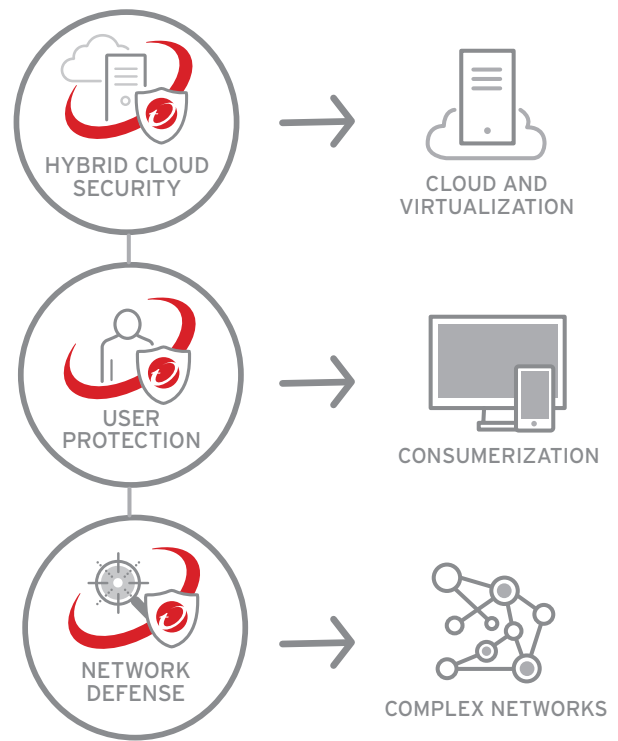 HYBRID CLOUD
SECURITY
CLOUD AND
VIRTUALIZATION
USER
PROTECTION
CONSUMERIZATION
NETWORK
DEFENSE
COMPLEX NETWORKS